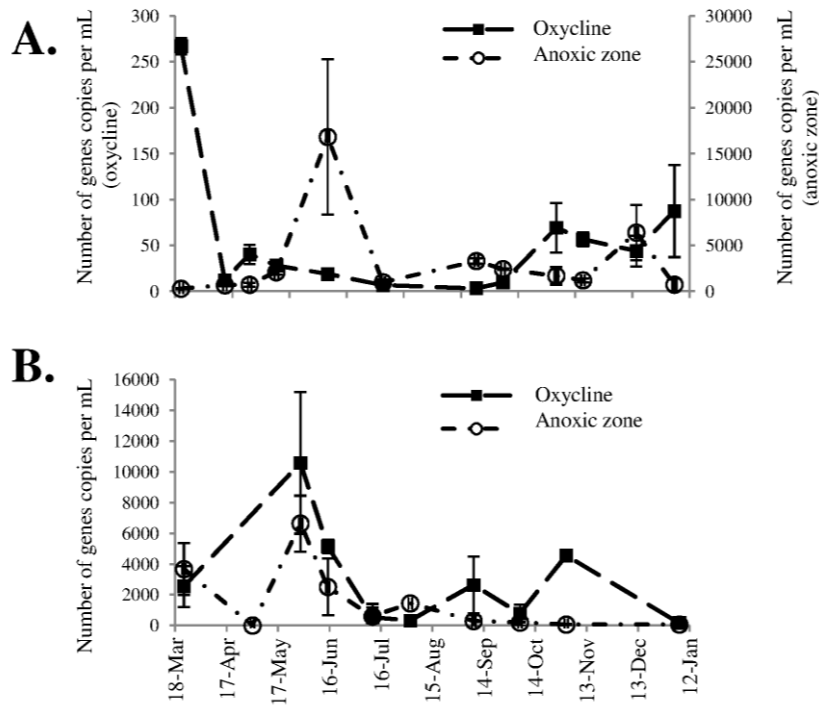 A.
Number of genes copies per mL
(oxycline)
300
250
200
150
100
50
0
Oxycline
Anoxic zone
30000
25000
20000
15000
10000
5000
0
Number of genes copies per mL
(anoxic zone)
B.
Number of genes copies per mL
16000
14000
12000
10000
8000
6000
4000
2000
0
Oxycline
Anoxic zone
18-Mar
17-Apr
17-May
16-Jun
16-Jul
15-Aug
14-Sep
14-Oct
13-Nov
13-Dec
12-Jan